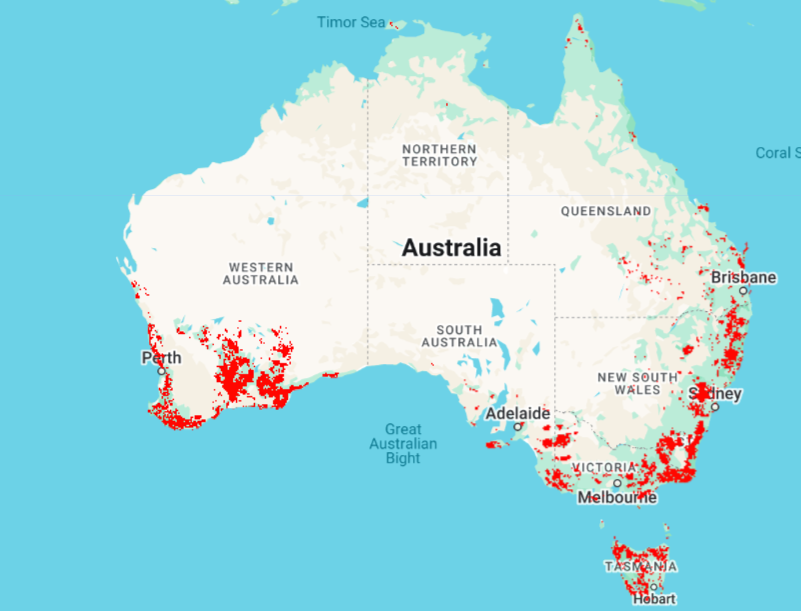 Timor Sea
NORTHERN
TERRITORY
Coral S
QUEENSLAND
Australia
WESTERN
AUSTRALIA
Brisbane
SOUTH
AUSTRALIA
Perth
NEW SOUTH
WALES
Sydney
Adelaide
Great
Australian
Bight
VICTORIA
Melbourne
TASMANIA
Hobart